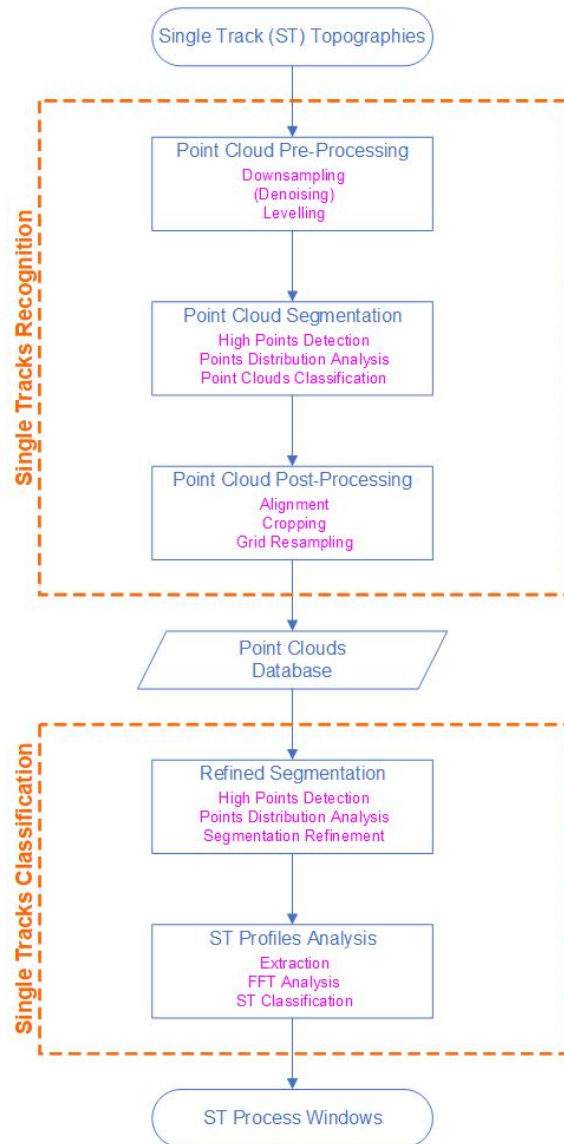 Single Track (ST) Topographies
Single Tracks Recognition
Point Cloud Pre-Processing
Downsampling
(Denoising)
Levelling
Point Cloud Segmentation
High Points Detection
Points Distribution Analysis
Point Clouds Classification
Point Cloud Post-Processing
Alignment
Cropping
Grid Resampling
Point Clouds
Database
Single Tracks Classification
Refined Segmentation
High Points Detection
Points Distribution Analysis
Segmentation Refinement
ST Profiles Analysis
Extraction
FFT Analysis
ST Classification
ST Process Windows